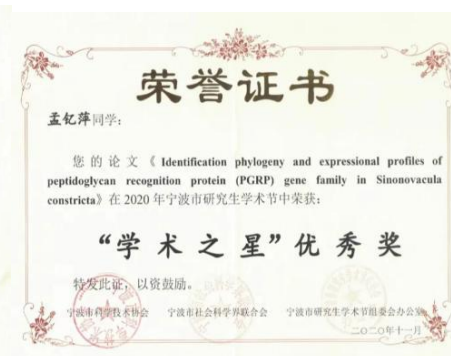 荣誉证书
孟钇萍同学：
您的论文《Identification phylogeny and expressional profiles of
peptidoglycan recognition protein (PGRP) gene family in Sinonovacula
constricta》在2020年宁波市研究生学术节中荣获：
“学术之星”优秀奖
特发此证，以资鼓励。
宁波市科学技术协会 宁波市社会科学界联合会 宁波市研究生学术节组委会办公室
二〇二〇年十一月